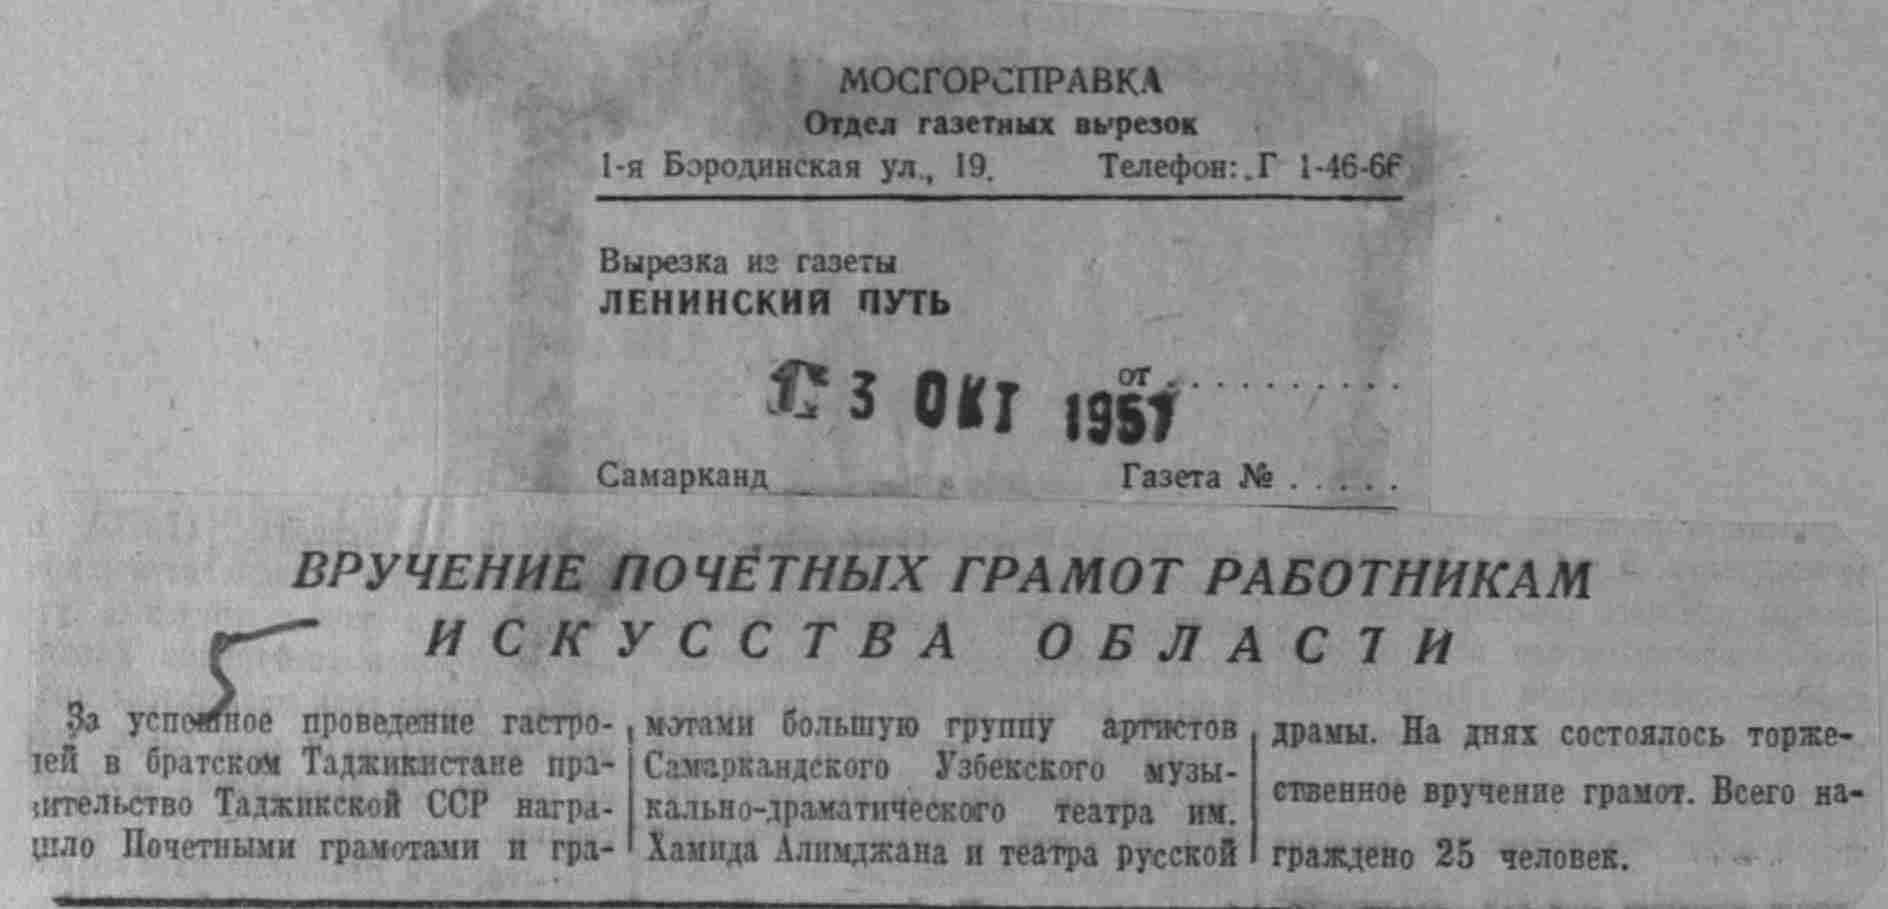 МОСГОРСПРАВКА
Отдел газетных вырезок
1-я Бородинская ул., 19. Телефон: Г 1-46-66
Вырезка из газеты
ЛЕНИНСКИЙ ПУТЬ
от . . . . . . . . . .
3 ОКТ 1957
Самарканд Газета № . . . . .
ВРУЧЕНИЕ ПОЧЕТНЫХ ГРАМОТ РАБОТНИКАМ
ИСКУССТВА ОБЛАСТИ
За успешное проведение гастро-
лей в братском Таджикистане пра-
вительство Таджикской ССР награ-
дило Почетными грамотами и гра-
мотами большую группу артистов
Самаркандского Узбекского музы-
кально-драматического театра им.
Хамида Алимджана и театра русской
драмы. На днях состоялось торже-
ственное вручение грамот. Всего на-
граждено 25 человек.